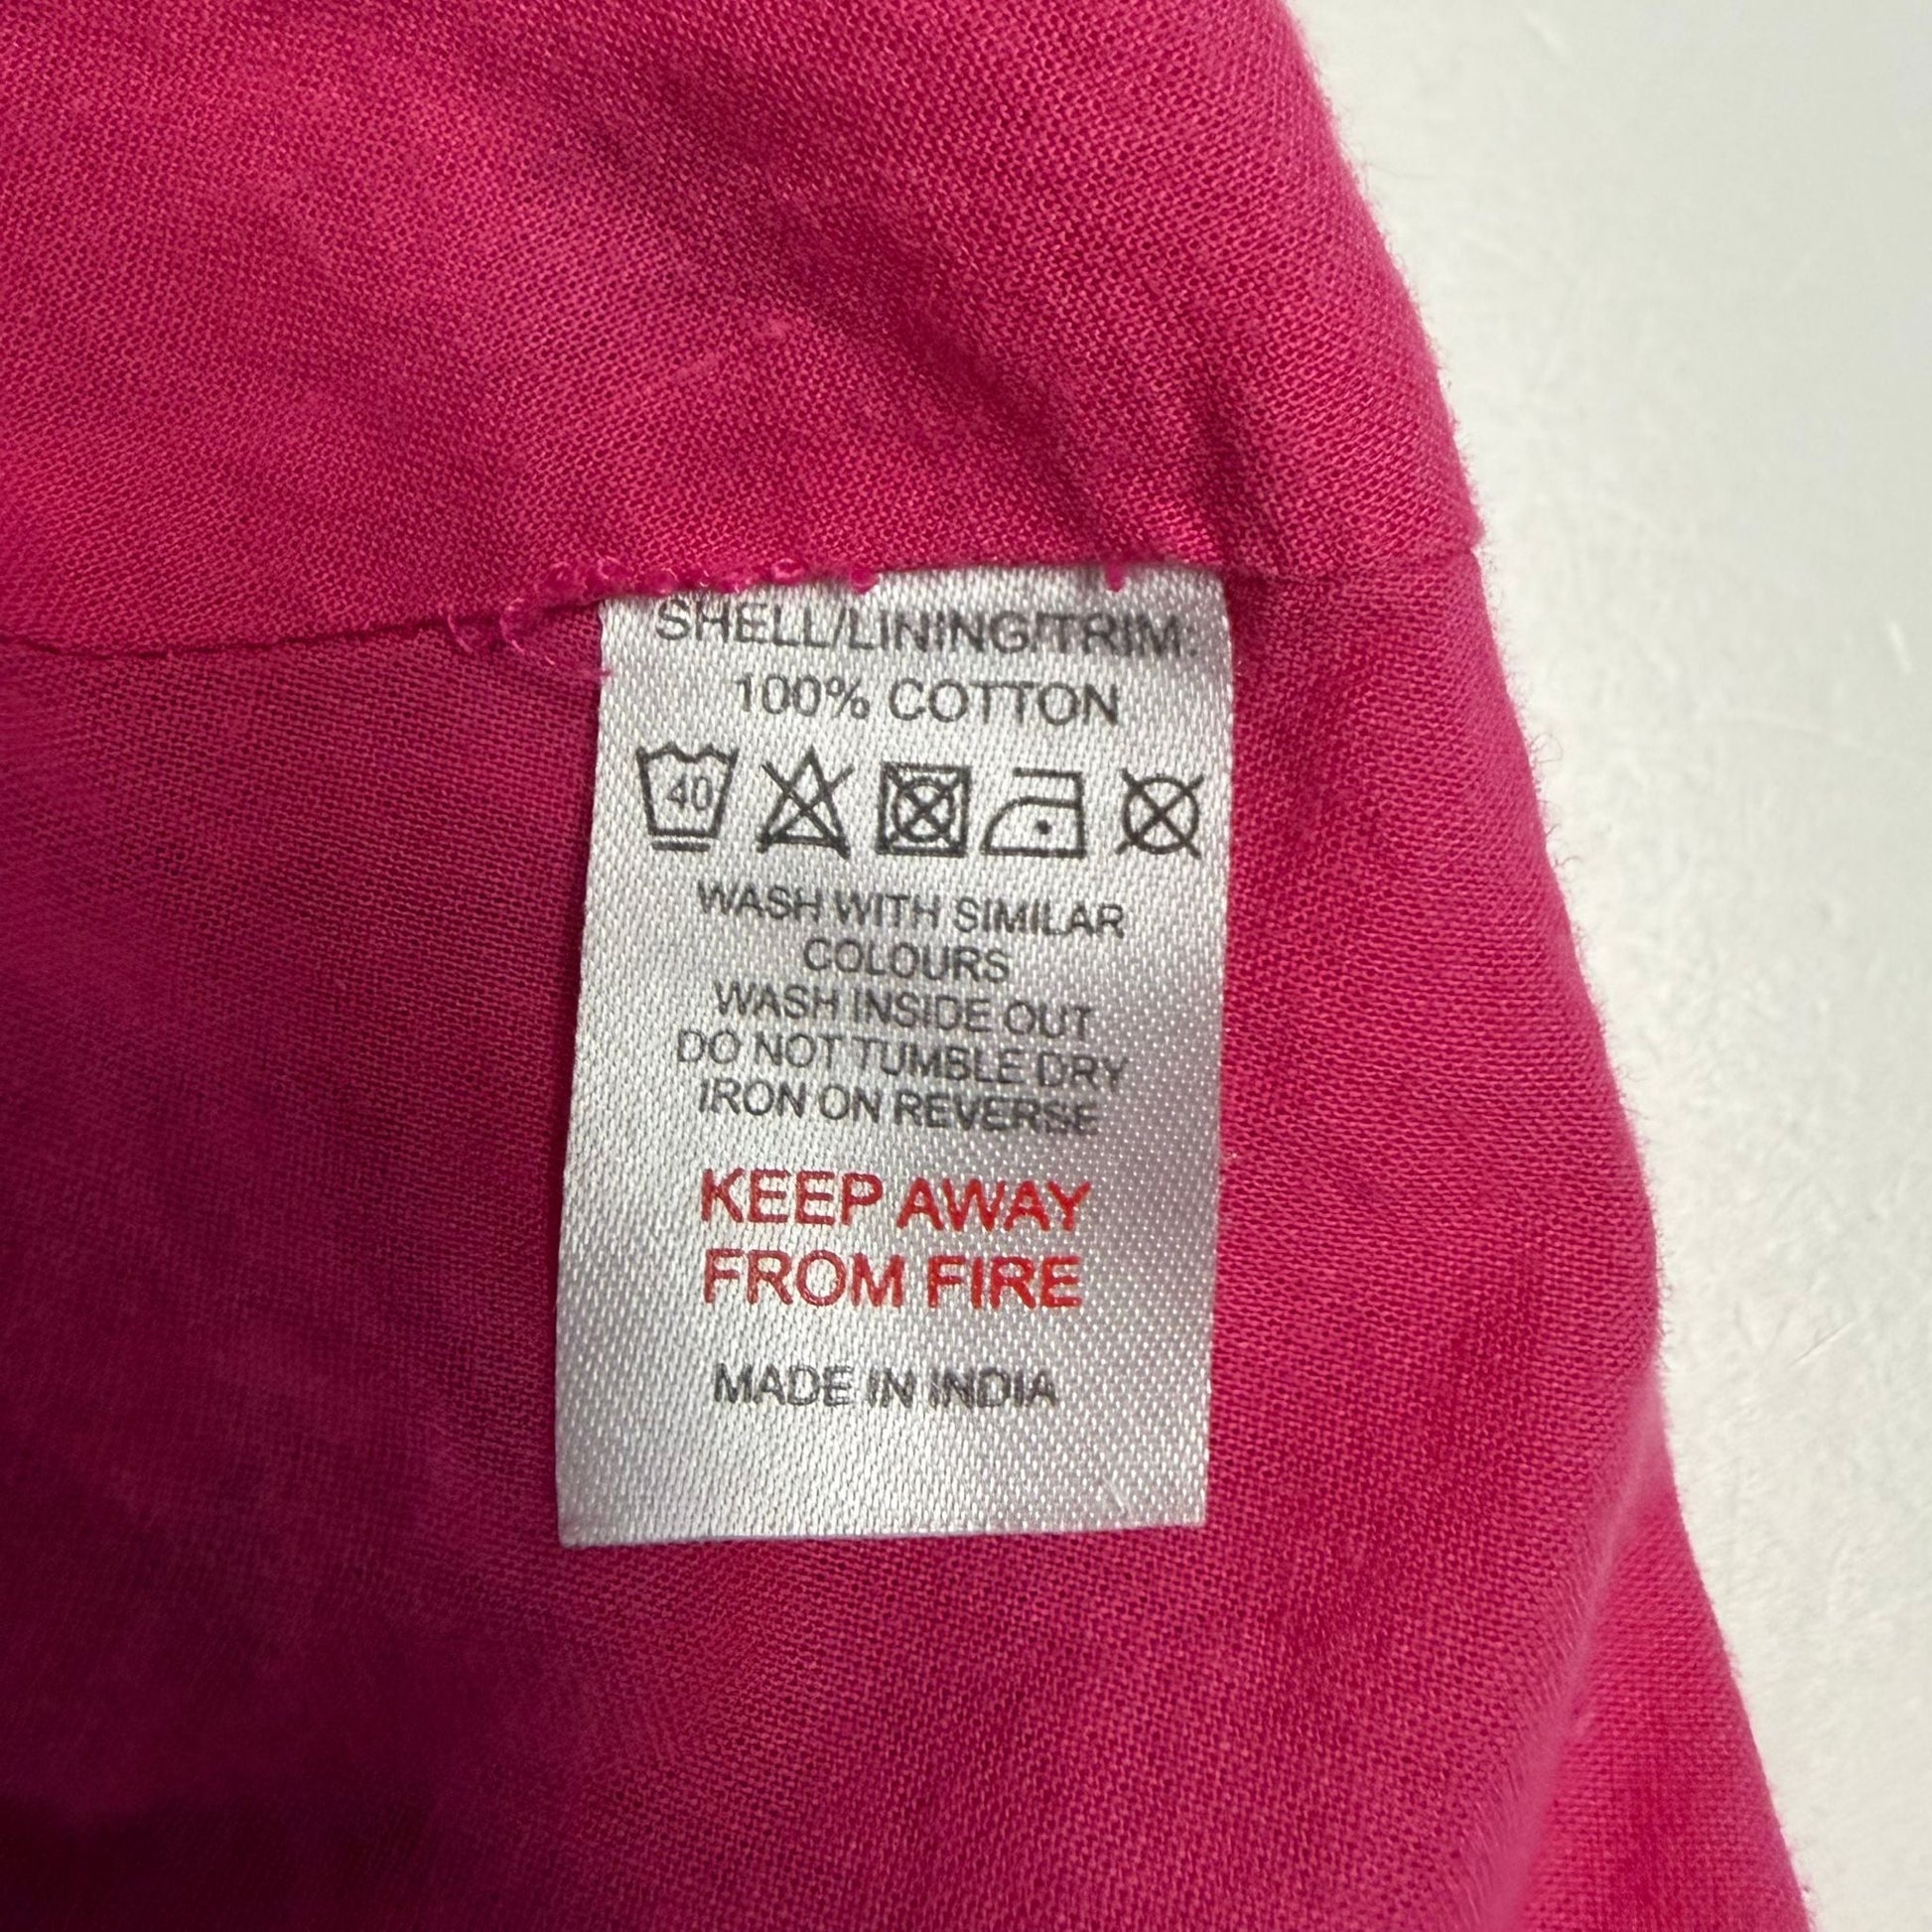 SHELL/LINING/TRIM:
100% COTTON
40
WASH WITH SIMILAR
COLOURS
WASH INSIDE OUT
DO NOT TUMBLE DRY
IRON ON REVERSE
KEEP AWAY
FROM FIRE
MADE IN INDIA